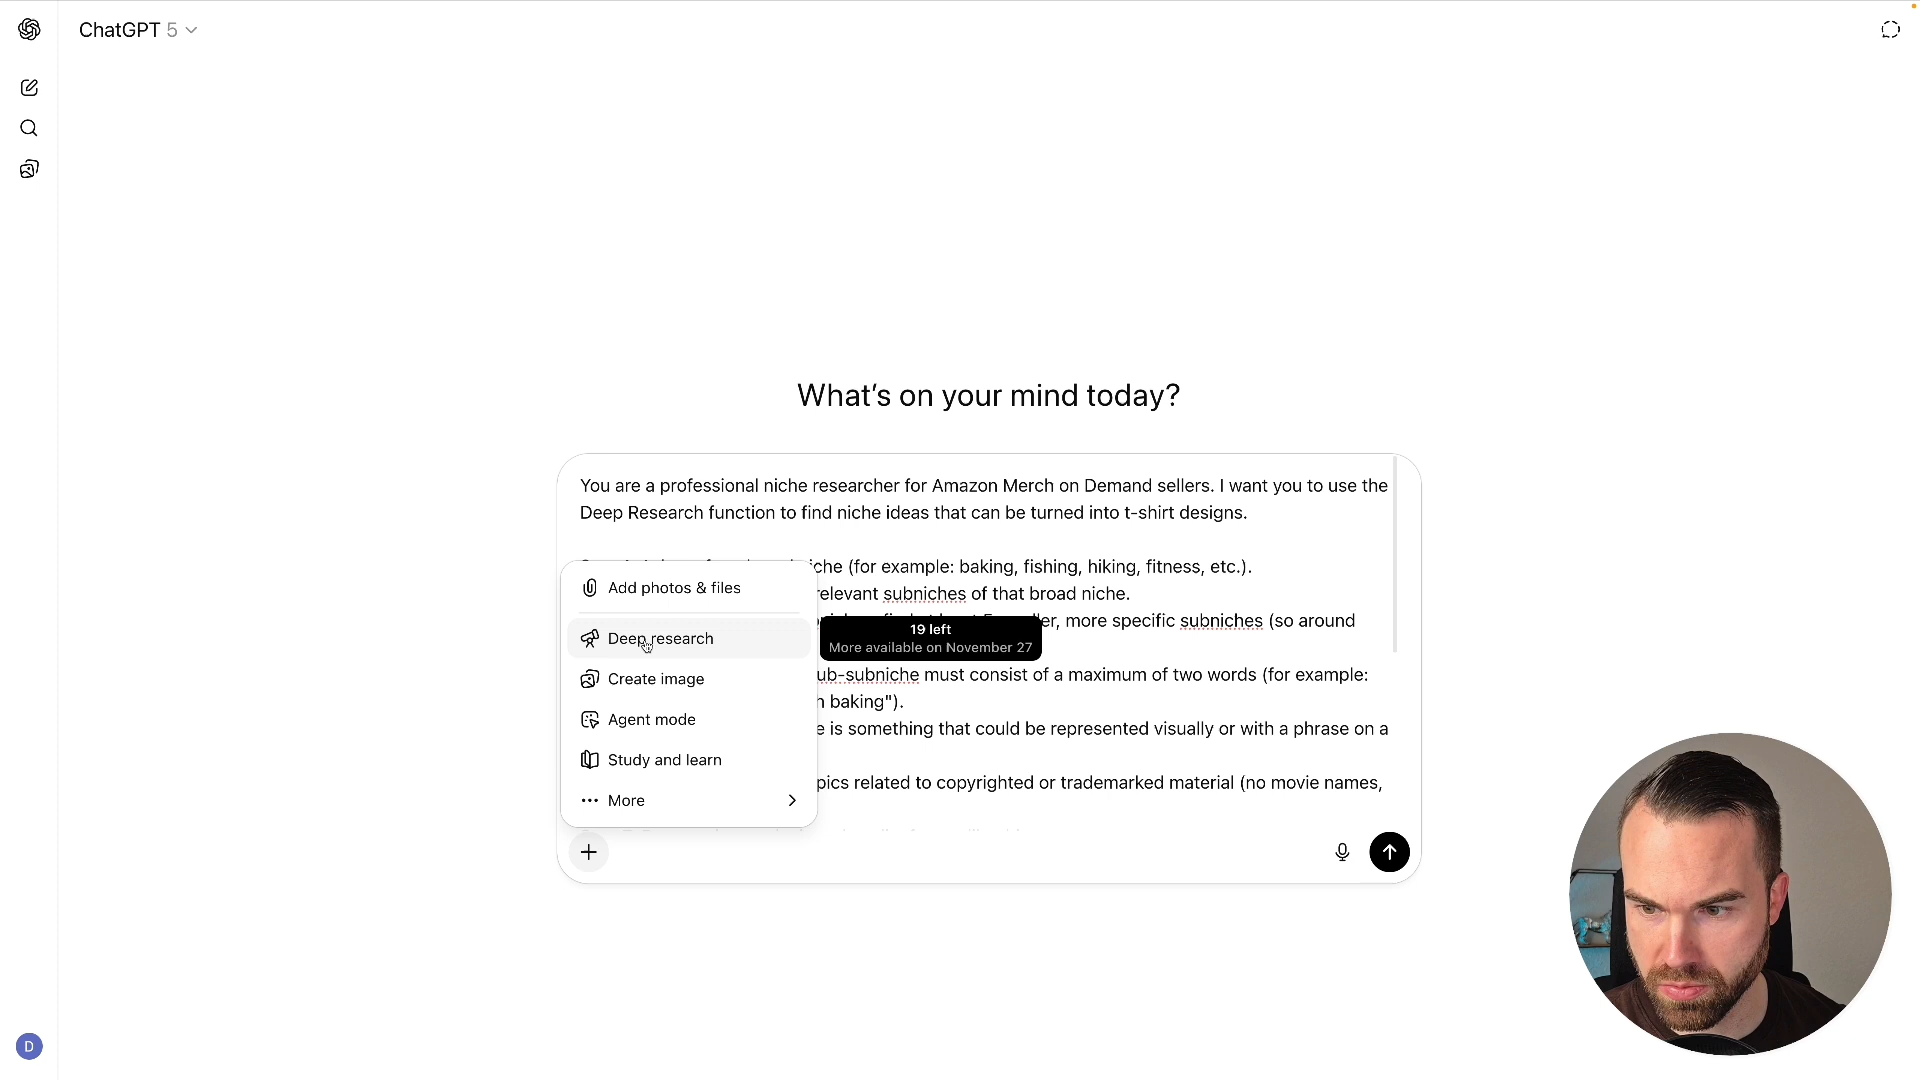 ChatGPT 5
What's on your mind today?
You are a professional niche researcher for Amazon Merch on Demand sellers. I want you to use the
Deep Research function to find niche ideas that can be turned into t-shirt designs.
iche (for example: baking, fishing, hiking, fitness, etc.).
relevant subniches of that broad niche.
er, more specific subniches (so around
ub-subniche must consist of a maximum of two words (for example:
n baking").
e is something that could be represented visually or with a phrase on a
pics related to copyrighted or trademarked material (no movie names,
Add photos & files
Deep research
19 left
More available on November 27
Create image
Agent mode
Study and learn
More
D